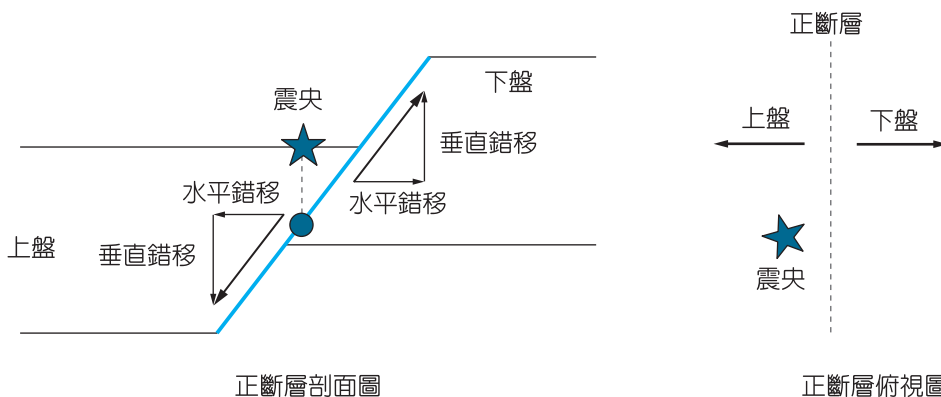 震央
下盤
垂直錯移
水平錯移
水平錯移
上盤
垂直錯移
正斷層剖面圖
正斷層
上盤
下盤
震央
正斷層俯視圖